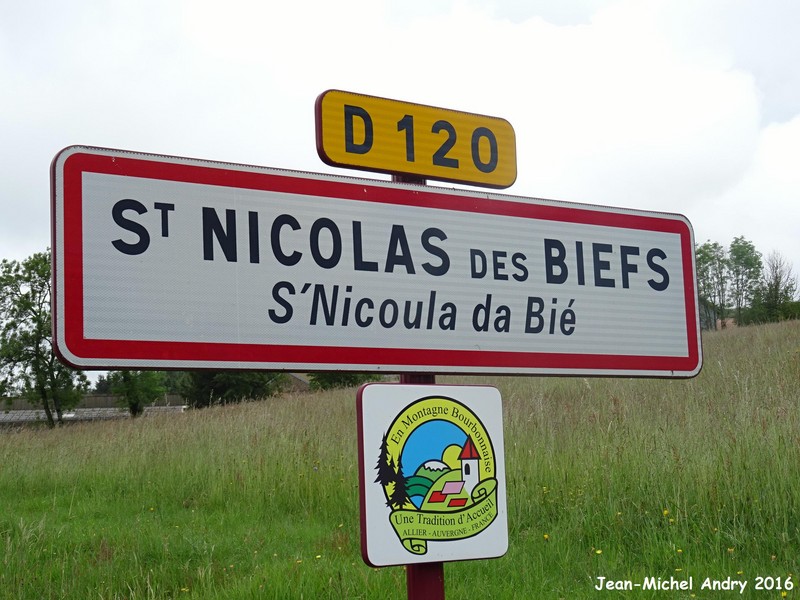 D 120
ST NICOLAS DES BIEFS
S'Nicoula da Bié
En Montagne Bourbonnaise
Une Tradition d'Accueil
ALLIER - AUVERGNE - FRANCE
Jean-Michel Andry 2016